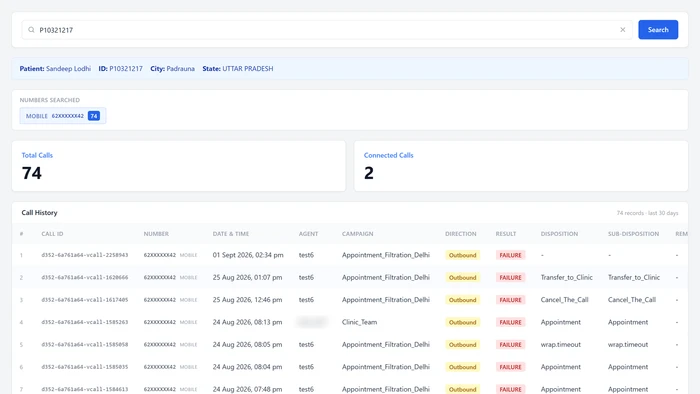 P10321217 ✕ Search
Patient: Sandeep Lodhi ID: P10321217 City: Padrauna State: UTTAR PRADESH
NUMBERS SEARCHED
MOBILE 62XXXXXX42 74
Total Calls
74
Connected Calls
2
Call History 74 records · last 30 days
# CALL ID NUMBER DATE & TIME AGENT CAMPAIGN DIRECTION RESULT DISPOSITION SUB-DISPOSITION REM
1 d352-6a761a64-vcall-2258943 62XXXXXX42 MOBILE 01 Sept 2026, 02:34 pm test6 Appointment_Filtration_Delhi Outbound FAILURE - - -
2 d352-6a761a64-vcall-1620666 62XXXXXX42 MOBILE 25 Aug 2026, 01:07 pm test6 Appointment_Filtration_Delhi Outbound FAILURE Transfer_to_Clinic Transfer_to_Clinic -
3 d352-6a761a64-vcall-1617405 62XXXXXX42 MOBILE 25 Aug 2026, 12:46 pm test6 Appointment_Filtration_Delhi Outbound FAILURE Cancel_The_Call Cancel_The_Call -
4 d352-6a761a64-vcall-1585263 62XXXXXX42 MOBILE 24 Aug 2026, 08:13 pm Clinic_Team Outbound FAILURE Appointment Appointment -
5 d352-6a761a64-vcall-1585058 62XXXXXX42 MOBILE 24 Aug 2026, 08:05 pm test6 Appointment_Filtration_Delhi Outbound FAILURE wrap.timeout wrap.timeout -
6 d352-6a761a64-vcall-1585035 62XXXXXX42 MOBILE 24 Aug 2026, 08:04 pm test6 Appointment_Filtration_Delhi Outbound FAILURE Appointment Appointment -
7 d352-6a761a64-vcall-1584613 62XXXXXX42 MOBILE 24 Aug 2026, 07:48 pm test6 Appointment_Filtration_Delhi Outbound FAILURE Appointment Appointment -